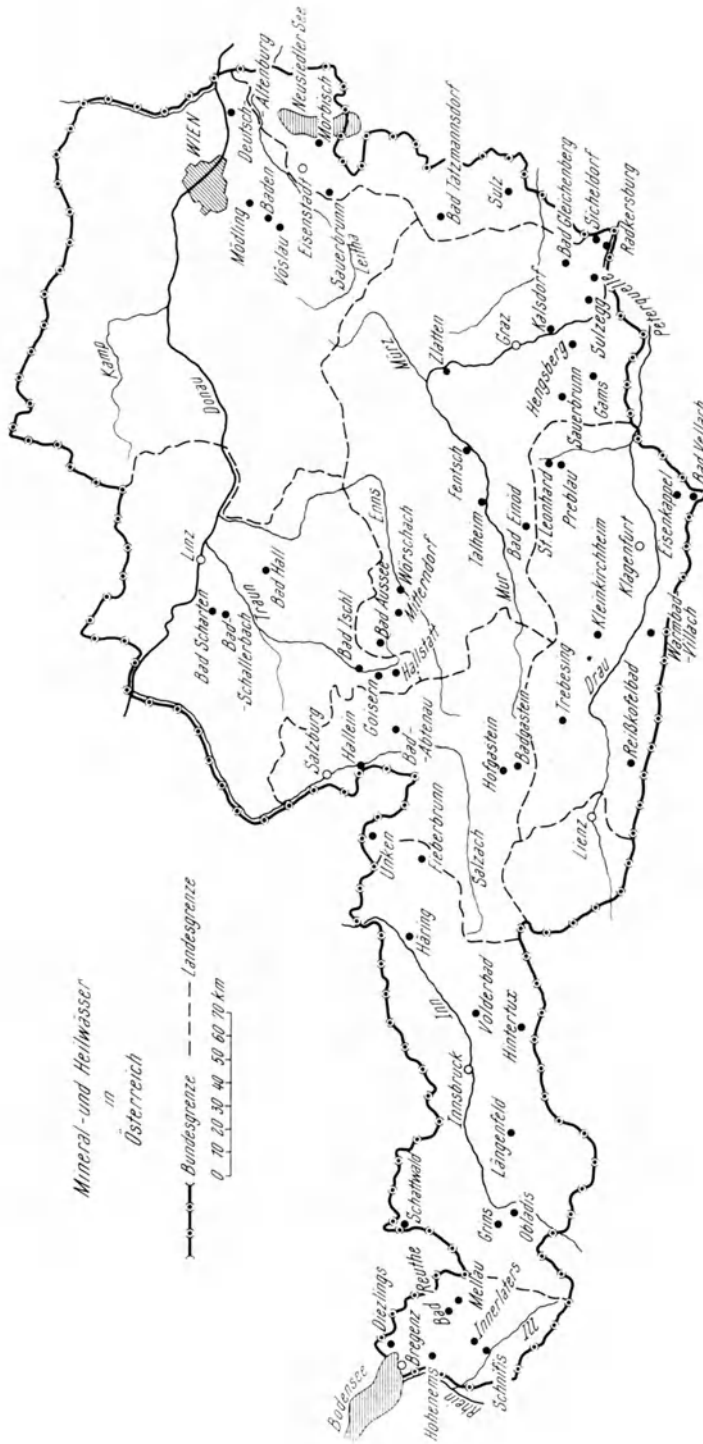 Mineral- und Heilwässer
in
Österreich
Bundesgrenze
Landesgrenze
0 10 20 30 40 50 60 70 km
Bodensee
Diezlings
Bregenz
Hohenems
Bad
Reuthe
Mellau
Innerlaterns
Rhein
Schnifis
Ill
Schattwald
Grins
Obladis
Längenfeld
Innsbruck
Inn
Volderbad
Hintertux
Häring
Unken
Fieberbrunn
Salzach
Lienz
Salzburg
Hallein
Goisern
Bad-
Abtenau
Hofgastein
Badgastein
Bad Ischl
Bad Aussee
Hallstatt
Mitterndorf
Wörschach
Enns
Trebesing
Reißkofelbad
Drau
Kleinkirchheim
Warmbad
-Villach
Klagenfurt
Eisenkappel
Bad Vellach
Linz
Bad Scharten
Bad-
-Schallerbach
Traun
Bad Hall
Donau
Kamp
WIEN
Mödling
Baden
Vöslau
Deutsch
Altenburg
Eisenstadt
Neusiedler See
Mörbisch
Sauerbrunn
Leitha
Bad Tatzmannsdorf
Sulz
Mürz
Zlatten
Fentsch
Talheim
Mur
Bad Einöd
St. Leonhard
Preblau
Graz
Kalsdorf
Hengsberg
Sauerbrunn
Gams
Sulzegg
Bad Gleichenberg
Sicheldorf
Radkersburg
Peterquelle